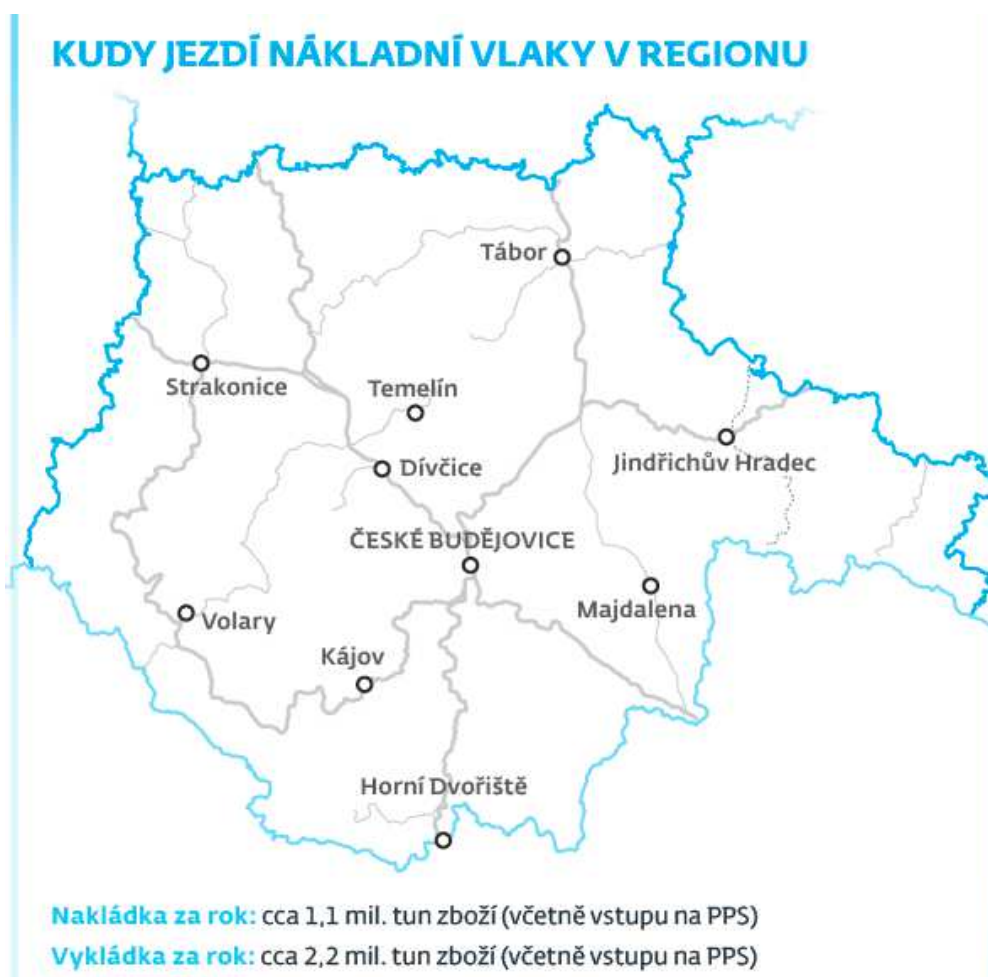 KUDY JEZDÍ NÁKLADNÍ VLAKY V REGIONU
Tábor
Strakonice
Temelín
Jindřichův Hradec
Dívčice
ČESKÉ BUDĚJOVICE
Majdalena
Volary
Kájov
Horní Dvořiště
Nakládka za rok: cca 1,1 mil. tun zboží (včetně vstupu na PPS)
Vykládka za rok: cca 2,2 mil. tun zboží (včetně vstupu na PPS)